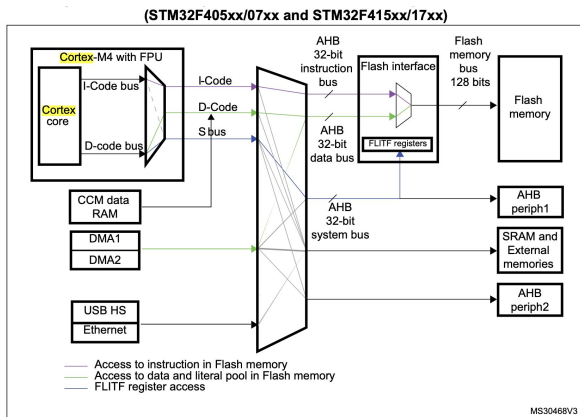 (STM32F405xx/07xx and STM32F415xx/17xx)
Cortex-M4 with FPU
I-Code bus
Cortex
core
D-code bus
I-Code
D-Code
S bus
AHB
32-bit
instruction
bus
Flash interface
Flash
memory
bus
128 bits
Flash
memory
AHB
32-bit
data bus
FLITF registers
CCM data
RAM
AHB
32-bit
system bus
AHB
periph1
DMA1
DMA2
SRAM and
External
memories
AHB
periph2
USB HS
Ethernet
Access to instruction in Flash memory
Access to data and literal pool in Flash memory
FLITF register access
MS30468V3